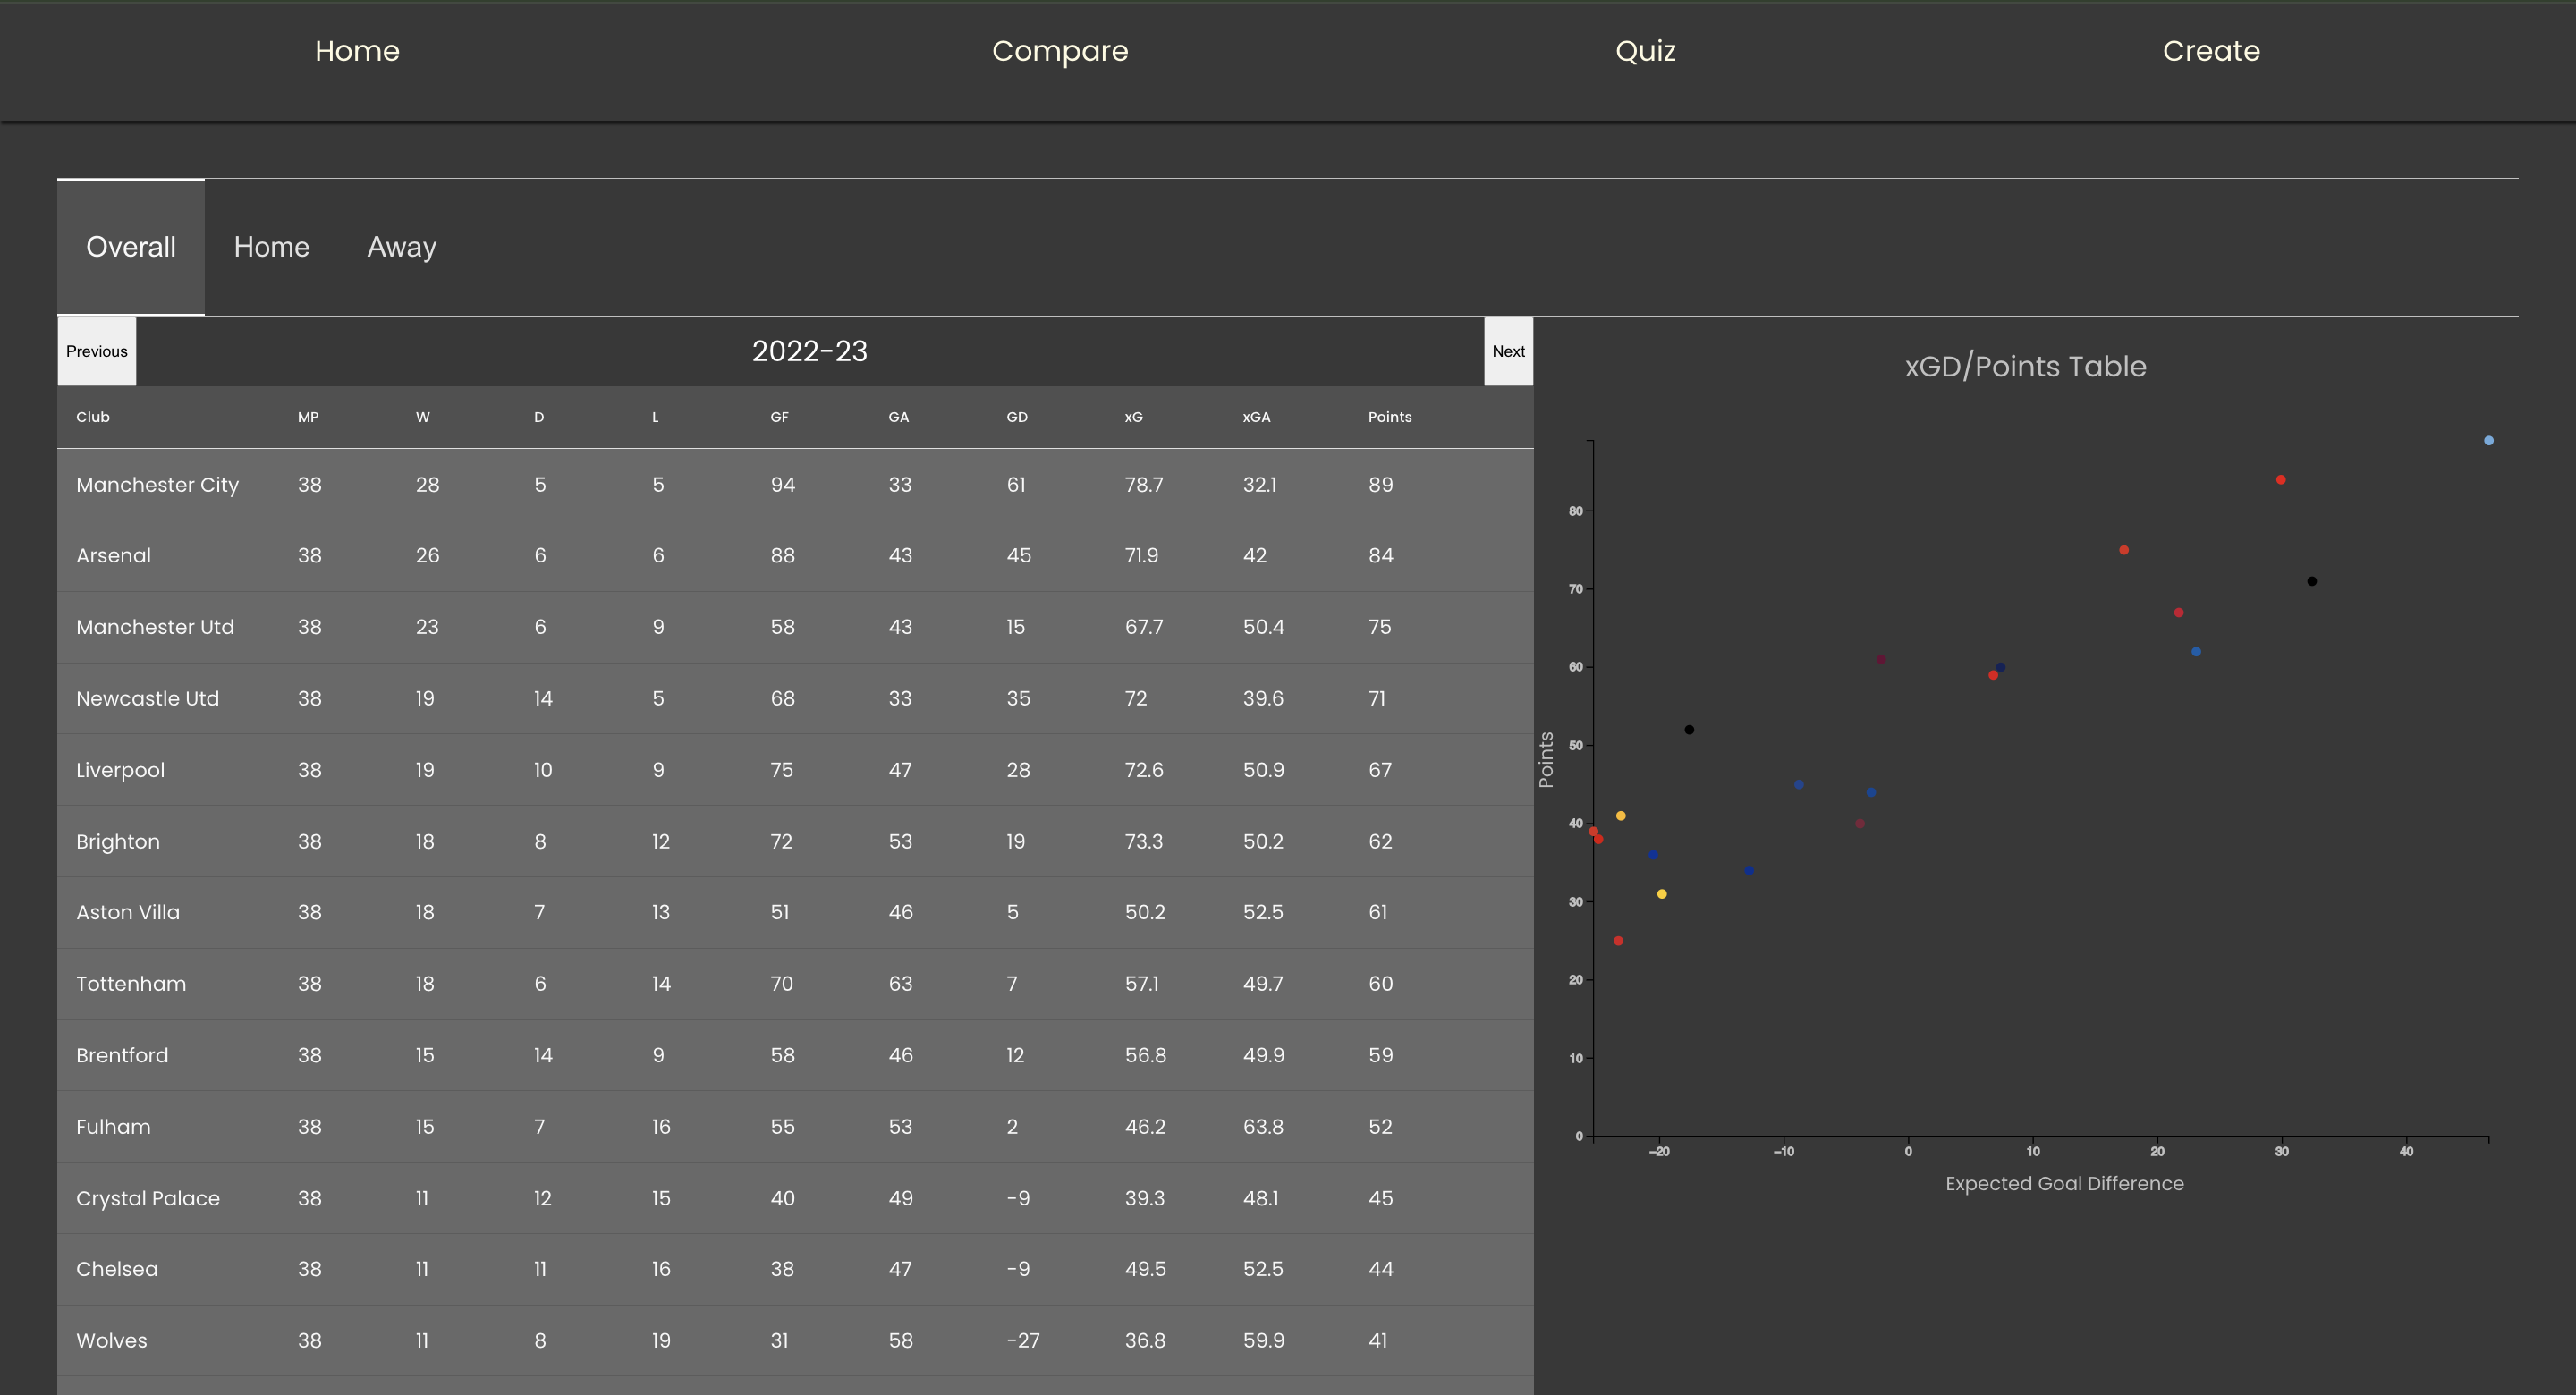 Home Compare Quiz Create
Overall Home Away
Previous 2022-23 Next
Club MP W D L GF GA GD xG xGA Points
Manchester City 38 28 5 5 94 33 61 78.7 32.1 89
Arsenal 38 26 6 6 88 43 45 71.9 42 84
Manchester Utd 38 23 6 9 58 43 15 67.7 50.4 75
Newcastle Utd 38 19 14 5 68 33 35 72 39.6 71
Liverpool 38 19 10 9 75 47 28 72.6 50.9 67
Brighton 38 18 8 12 72 53 19 73.3 50.2 62
Aston Villa 38 18 7 13 51 46 5 50.2 52.5 61
Tottenham 38 18 6 14 70 63 7 57.1 49.7 60
Brentford 38 15 14 9 58 46 12 56.8 49.9 59
Fulham 38 15 7 16 55 53 2 46.2 63.8 52
Crystal Palace 38 11 12 15 40 49 -9 39.3 48.1 45
Chelsea 38 11 11 16 38 47 -9 49.5 52.5 44
Wolves 38 11 8 19 31 58 -27 36.8 59.9 41
xGD/Points Table
Points
80
70
60
50
40
30
20
10
0
−20 −10 0 10 20 30 40
Expected Goal Difference